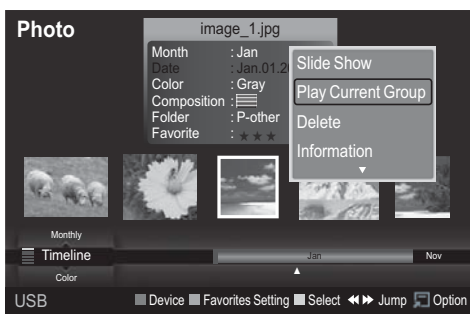 Photo
image_1.jpg
Month : Jan
Date : Jan.01.20
Color : Gray
Composition :
Folder : P-other
Favorite : ★★★
Slide Show
Play Current Group
Delete
Information
Monthly
Timeline
Color
Jan
Nov
USB
Device
Favorites Setting
Select
Jump
Option